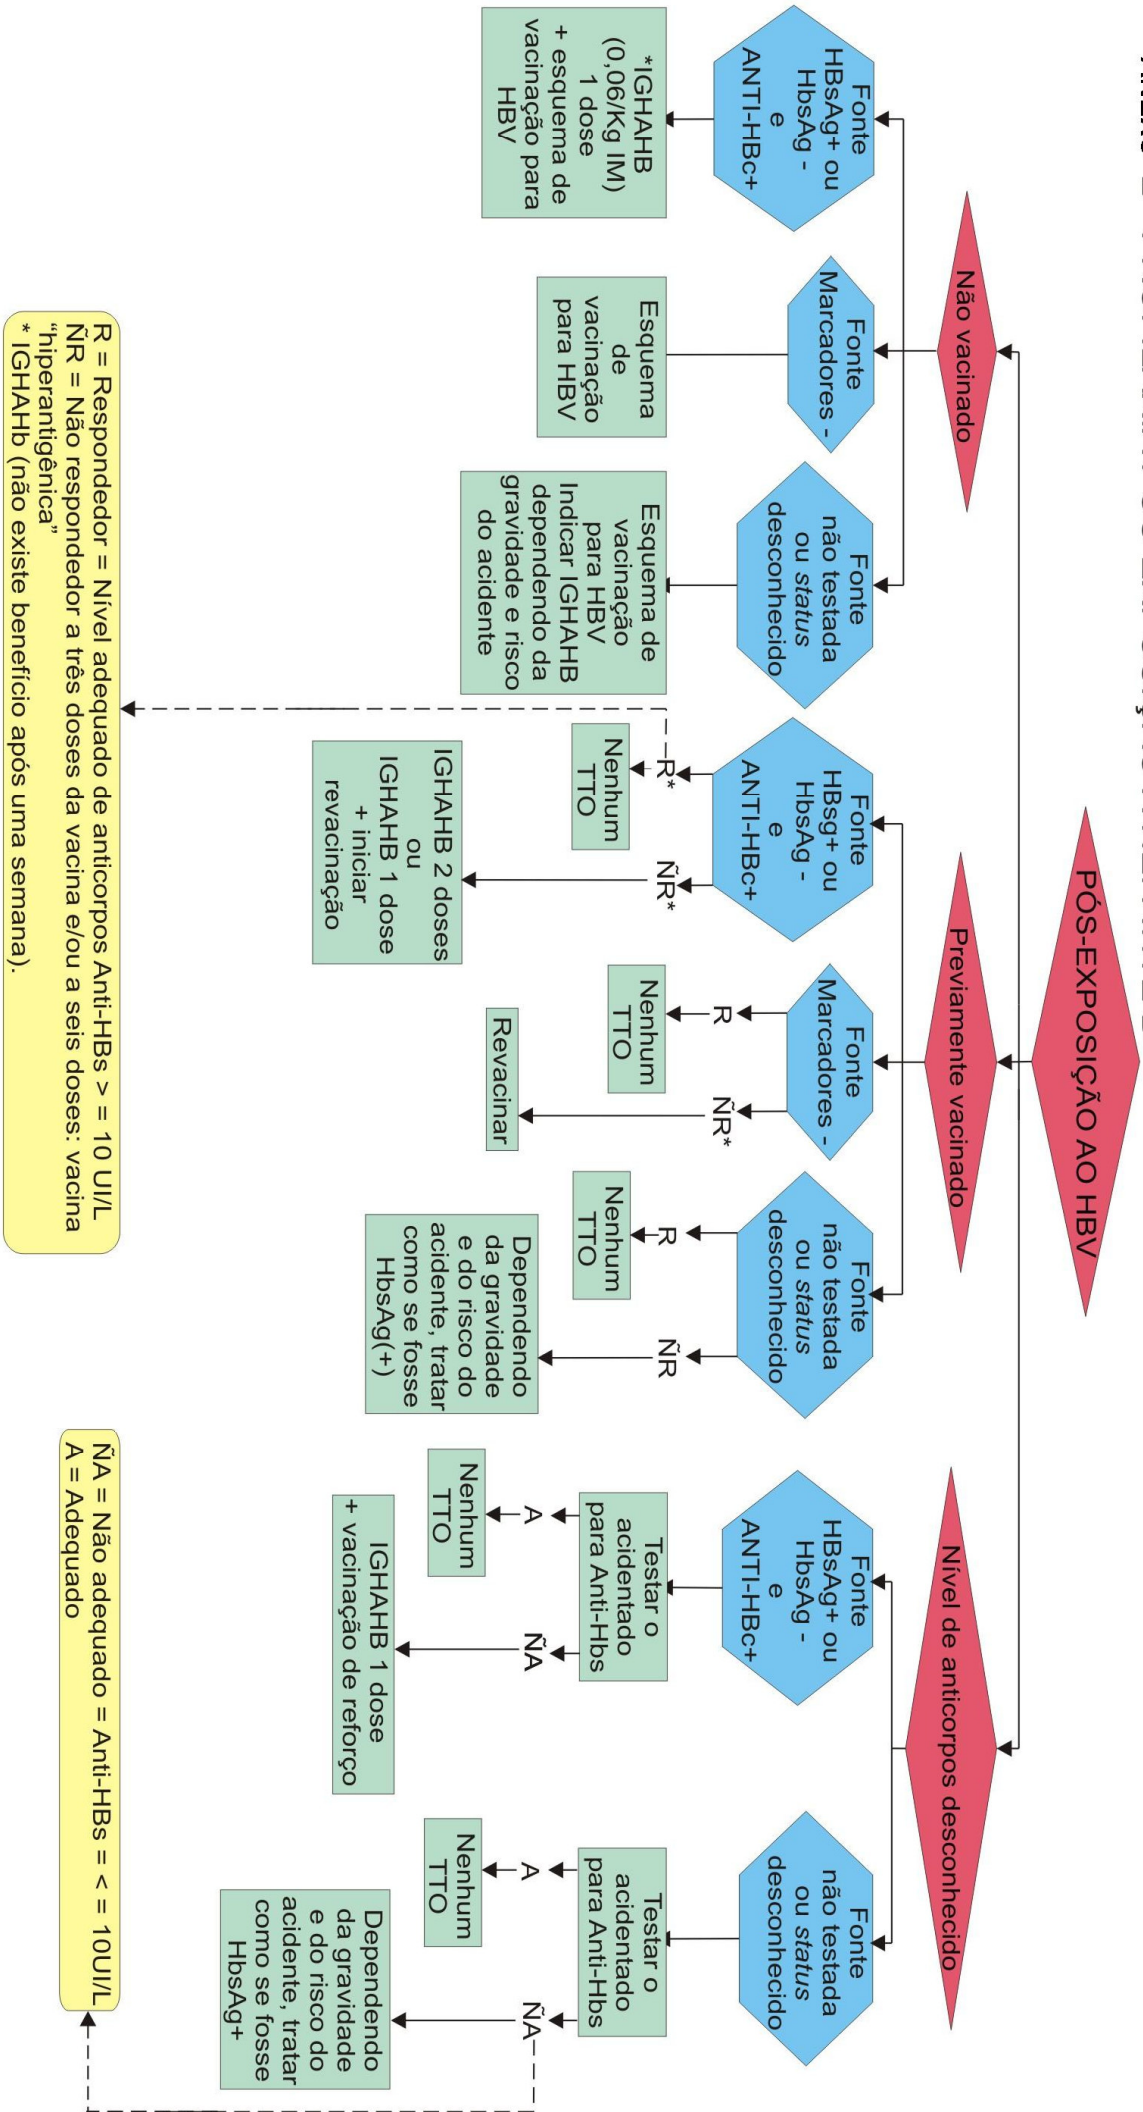 PÓS-EXPOSIÇÃO AO HBV
Não vacinado
Previamente vacinado
Nível de anticorpos desconhecido
Fonte
HBsAg+ ou
HbsAg -
e
ANTI-HBc+
Fonte
Marcadores -
Fonte
não testada
ou status
desconhecido
Fonte
HBsg+ ou
HbsAg -
e
ANTI-HBc+
Fonte
Marcadores -
Fonte
não testada
ou status
desconhecido
Fonte
HBsAg+ ou
HbsAg -
e
ANTI-HBc+
Fonte
não testada
ou status
desconhecido
*IGHAHB
(0,06/Kg IM)
1 dose
+ esquema de
vacinação para
HBV
Esquema
de
vacinação
para HBV
Esquema de
vacinação
para HBV
Indicar IGHAHB
dependendo da
gravidade e risco
do acidente
R*
ÑR*
Nenhum
TTO
IGHAHB 2 doses
ou
IGHAHB 1 dose
+ iniciar
revacinação
R
ÑR*
Nenhum
TTO
Revacinar
R
ÑR
Nenhum
TTO
Dependendo
da gravidade
e do risco do
acidente, tratar
como se fosse
HbsAg(+)
Testar o
acidentado
para Anti-Hbs
A
ÑA
Nenhum
TTO
IGHAHB 1 dose
+ vacinação de reforço
Testar o
acidentado
para Anti-Hbs
A
ÑA
Nenhum
TTO
Dependendo
da gravidade
e do risco do
acidente, tratar
como se fosse
HbsAg+
R = Respondedor = Nível adequado de anticorpos Anti-HBs > = 10 UI/L
ÑR = Não respondedor a três doses da vacina e/ou a seis doses: vacina
“hiperantigênica”
* IGHAHb (não existe benefício após uma semana).
ÑA = Não adequado = Anti-HBs = < = 10UI/L
A = Adequado